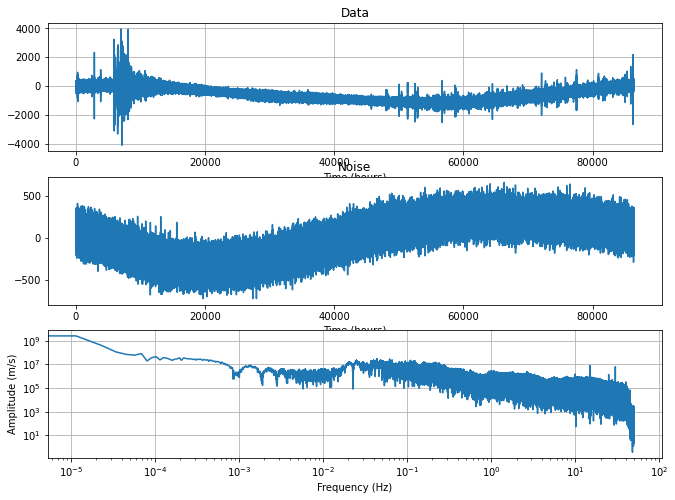 Data
4000
2000
0
−2000
−4000
0 20000 40000 60000 80000
Time (hours)
Noise
500
0
−500
0 20000 40000 60000 80000
Time (hours)
10⁹
10⁷
10⁵
10³
10¹
Amplitude (m/s)
10⁻⁵ 10⁻⁴ 10⁻³ 10⁻² 10⁻¹ 10⁰ 10¹ 10²
Frequency (Hz)